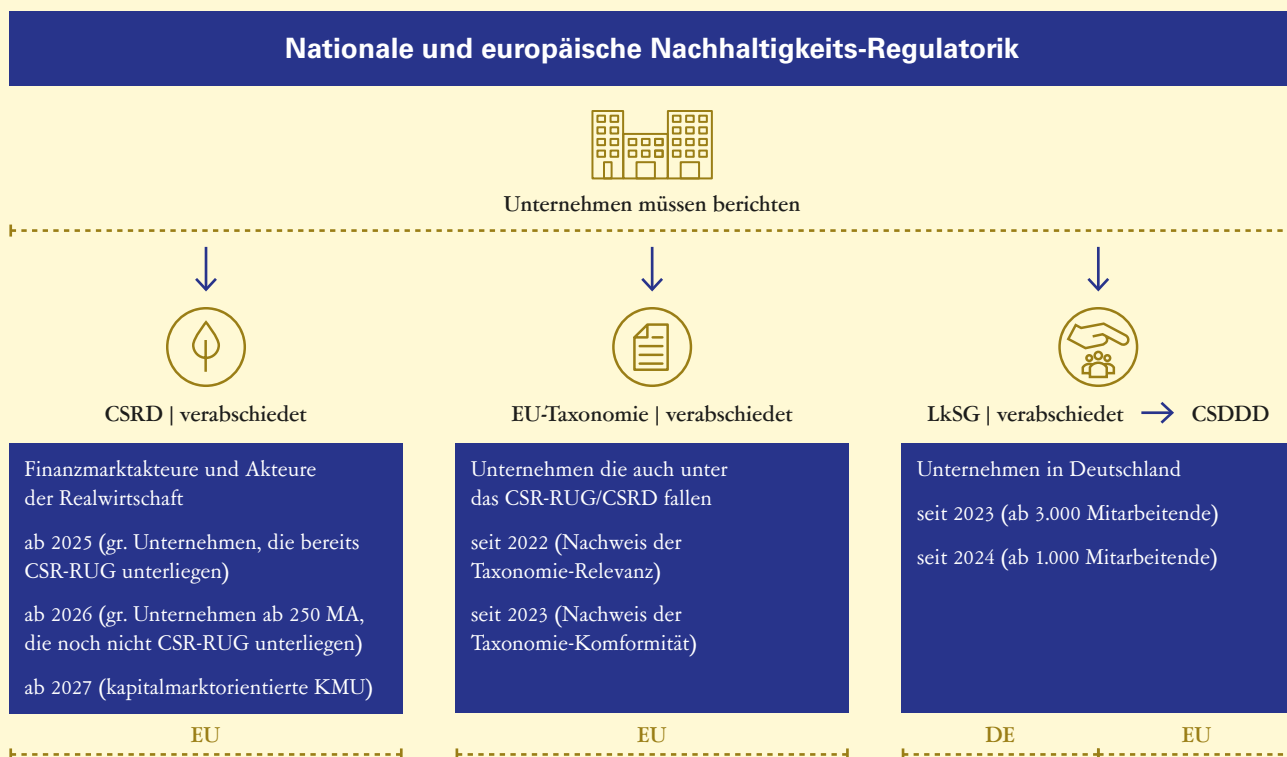 Nationale und europäische Nachhaltigkeits-Regulatorik
Unternehmen müssen berichten
CSRD | verabschiedet
Finanzmarktakteure und Akteure
der Realwirtschaft
ab 2025 (gr. Unternehmen, die bereits
CSR-RUG unterliegen)
ab 2026 (gr. Unternehmen ab 250 MA,
die noch nicht CSR-RUG unterliegen)
ab 2027 (kapitalmarktorientierte KMU)
EU
EU-Taxonomie | verabschiedet
Unternehmen die auch unter
das CSR-RUG/CSRD fallen
seit 2022 (Nachweis der
Taxonomie-Relevanz)
seit 2023 (Nachweis der
Taxonomie-Komformität)
EU
LkSG | verabschiedet → CSDDD
Unternehmen in Deutschland
seit 2023 (ab 3.000 Mitarbeitende)
seit 2024 (ab 1.000 Mitarbeitende)
DE EU